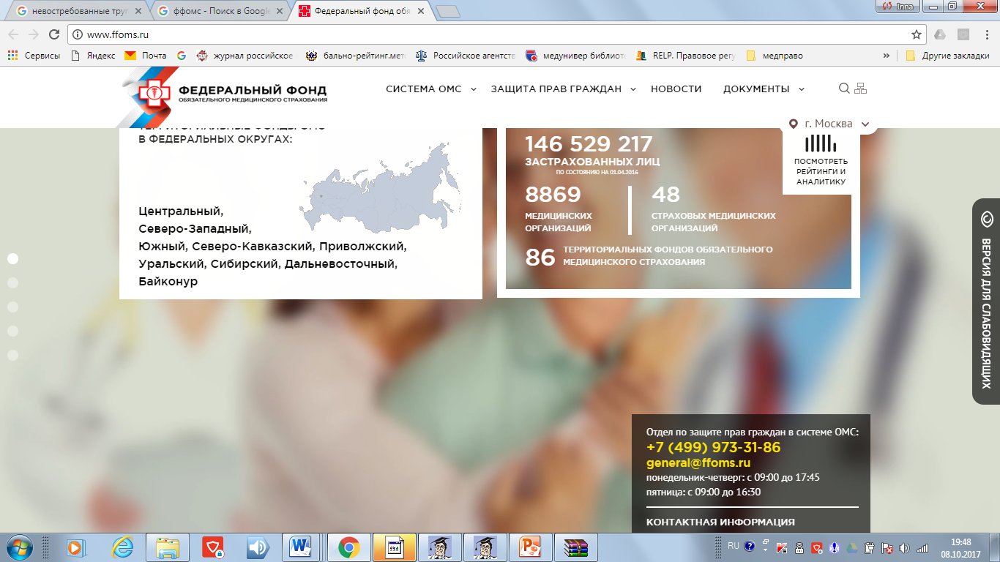 невостребованные труп
ффомс - Поиск в Google
Федеральный фонд обя
Inna
www.ffoms.ru
Сервисы
Яндекс
Почта
журнал российское
бально-рейтинг.мето
Российское агентств
медунивер библиоте
RELP. Правовое регу
медправо
»
Другие закладки
ФЕДЕРАЛЬНЫЙ ФОНД
ОБЯЗАТЕЛЬНОГО МЕДИЦИНСКОГО СТРАХОВАНИЯ
СИСТЕМА ОМС
ЗАЩИТА ПРАВ ГРАЖДАН
НОВОСТИ
ДОКУМЕНТЫ
г. Москва
ТЕРРИТОРИАЛЬНЫЕ ФОНДЫ ОМС
В ФЕДЕРАЛЬНЫХ ОКРУГАХ:
Центральный,
Северо-Западный,
Южный, Северо-Кавказский, Приволжский,
Уральский, Сибирский, Дальневосточный,
Байконур
146 529 217
ЗАСТРАХОВАННЫХ ЛИЦ
ПО СОСТОЯНИЮ НА 01.04.2016
8869
МЕДИЦИНСКИХ
ОРГАНИЗАЦИЙ
48
СТРАХОВЫХ МЕДИЦИНСКИХ
ОРГАНИЗАЦИЙ
86
ТЕРРИТОРИАЛЬНЫХ ФОНДОВ ОБЯЗАТЕЛЬНОГО
МЕДИЦИНСКОГО СТРАХОВАНИЯ
ПОСМОТРЕТЬ
РЕЙТИНГИ И
АНАЛИТИКУ
ВЕРСИЯ ДЛЯ СЛАБОВИДЯЩИХ
Отдел по защите прав граждан в системе ОМС:
+7 (499) 973-31-86
general@ffoms.ru
понедельник-четверг: с 09:00 до 17:45
пятница: с 09:00 до 16:30
КОНТАКТНАЯ ИНФОРМАЦИЯ
RU
19:48
08.10.2017